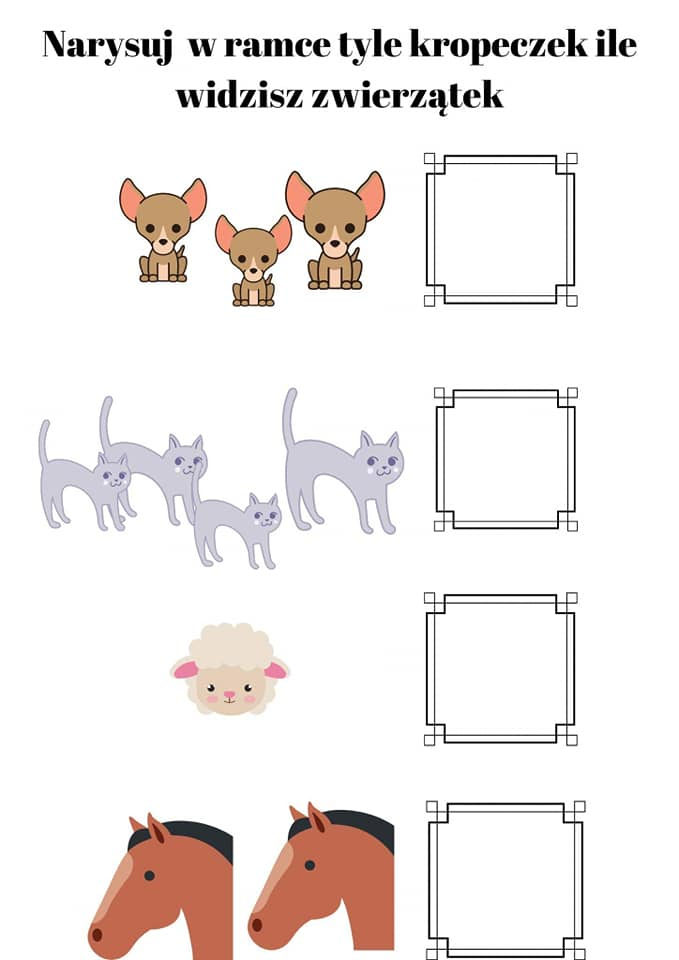 Narysuj w ramce tyle kropeczek ile
widzisz zwierzątek